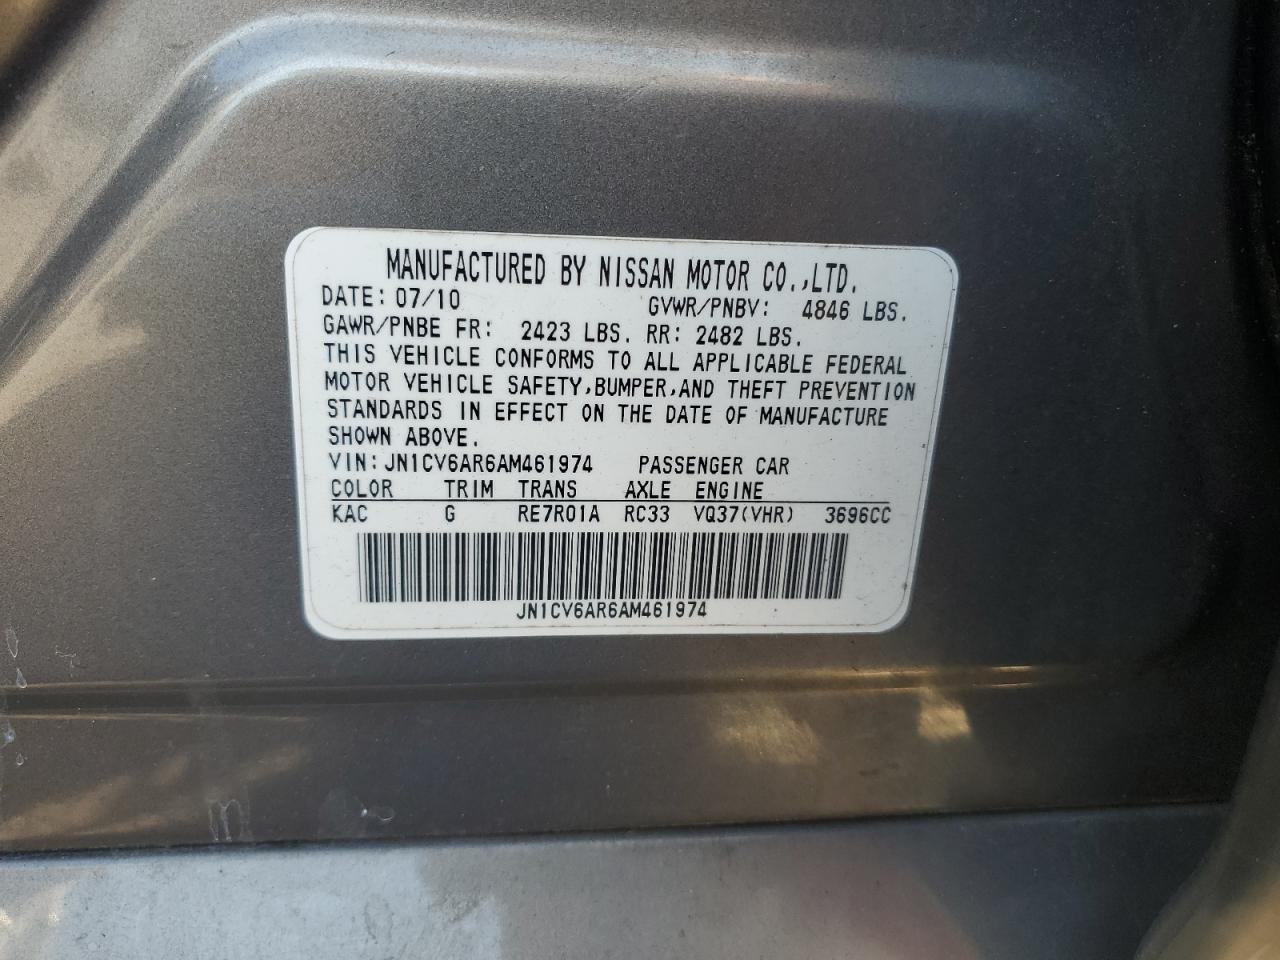 MANUFACTURED BY NISSAN MOTOR CO.,LTD.
DATE: 07/10 GVWR/PNBV: 4846 LBS.
GAWR/PNBE FR: 2423 LBS. RR: 2482 LBS.
THIS VEHICLE CONFORMS TO ALL APPLICABLE FEDERAL
MOTOR VEHICLE SAFETY,BUMPER,AND THEFT PREVENTION
STANDARDS IN EFFECT ON THE DATE OF MANUFACTURE
SHOWN ABOVE.
VIN:JN1CV6AR6AM461974 PASSENGER CAR
COLOR TRIM TRANS AXLE ENGINE
KAC G RE7R01A RC33 VQ37(VHR) 3696CC
JN1CV6AR6AM461974